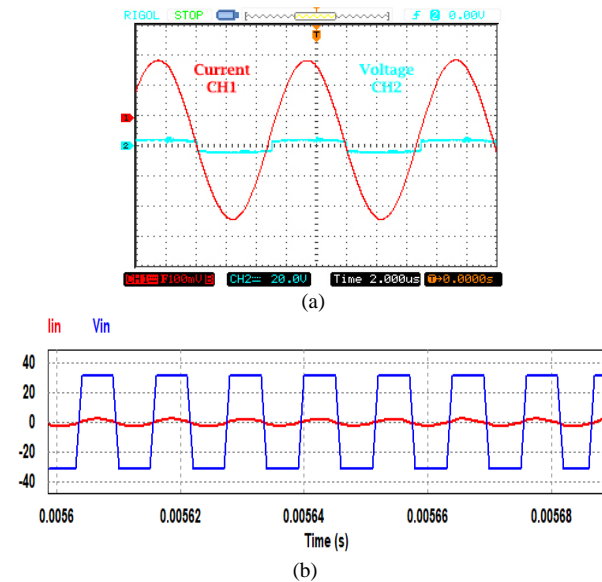 RIGOL STOP 0.00V
T
Current
CH1
Voltage
CH2
1
2
CH1 100mV CH2 20.0V Time 2.000us T→0.0000s
(a)
Iin Vin
40
20
0
-20
-40
0.0056 0.00562 0.00564 0.00566 0.00568
Time (s)
(b)